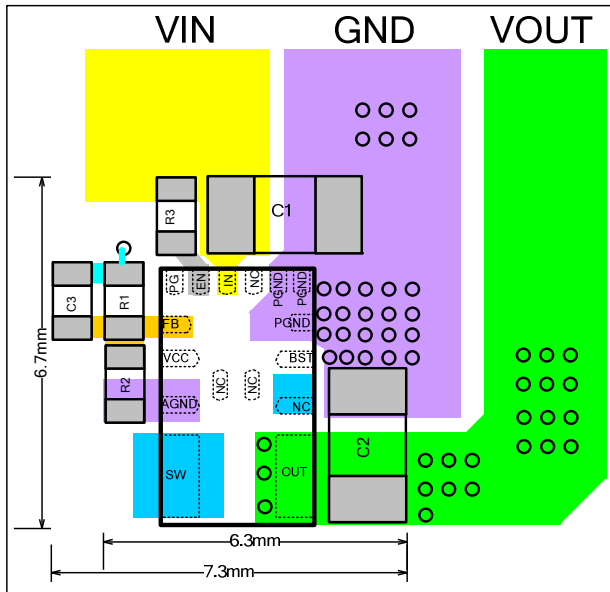 VIN GND VOUT
R3
C1
PG EN IN NC PGND PGND
C3
R1
FB PGND
VCC BST
R2
NC NC
AGND NC
C2
SW OUT
6.7mm
6.3mm
7.3mm